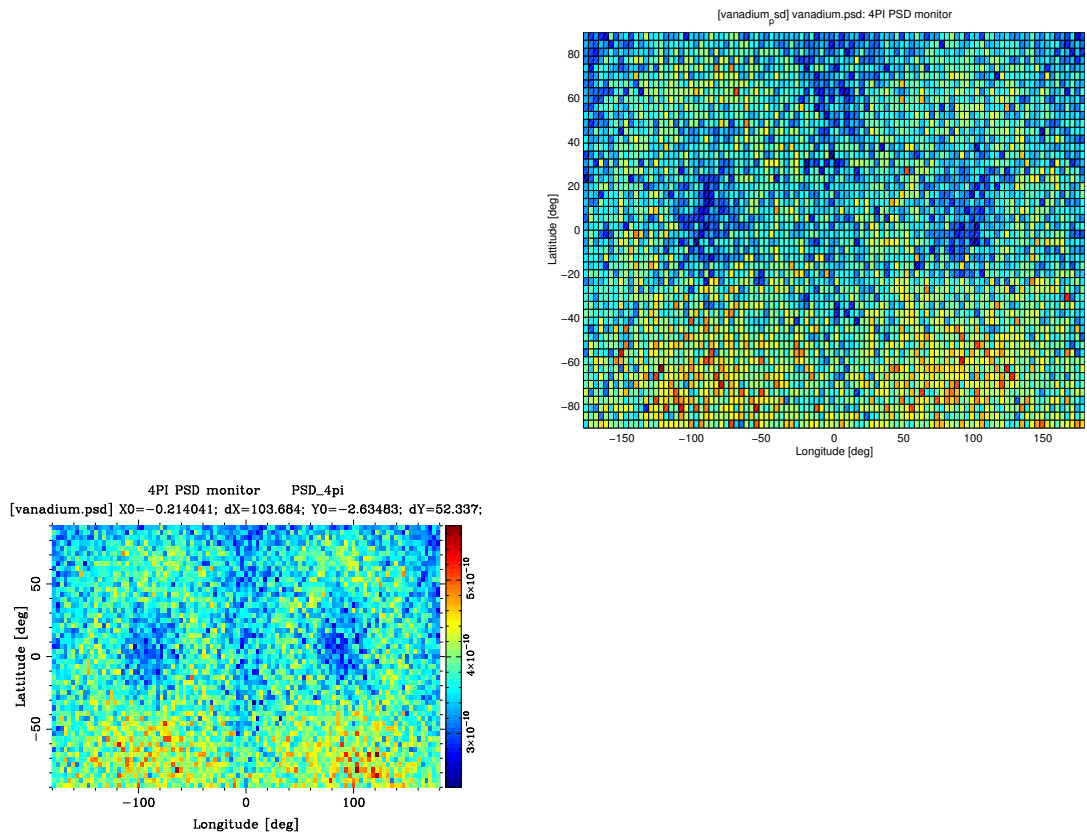 [vanadium_psd] vanadium.psd: 4PI PSD monitor
80
60
40
20
0
−20
−40
−60
−80
Lattitude [deg]
−150 −100 −50 0 50 100 150
Longitude [deg]
4PI PSD monitor PSD_4pi
[vanadium.psd] X0=−0.214041; dX=103.684; Y0=−2.63483; dY=52.337;
50
0
−50
Lattitude [deg]
5×10⁻¹⁰
4×10⁻¹⁰
3×10⁻¹⁰
−100 0 100
Longitude [deg]